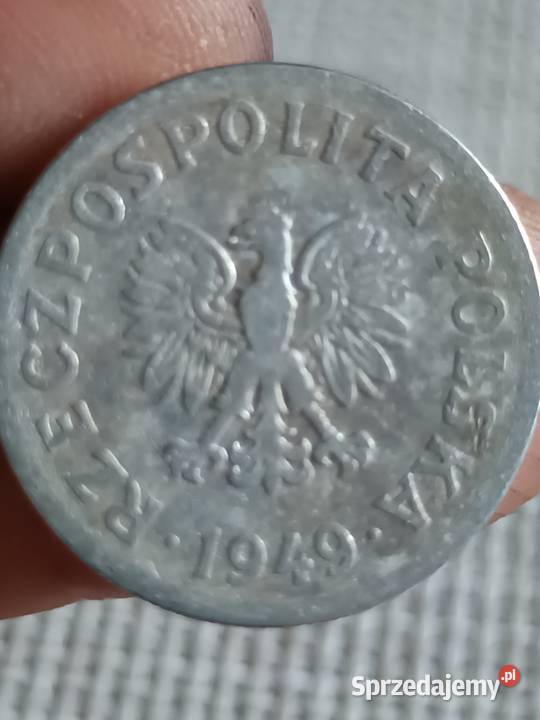 RZECZPOSPOLITA POLSKA
· 1949 ·
Sprzedajemy.pl